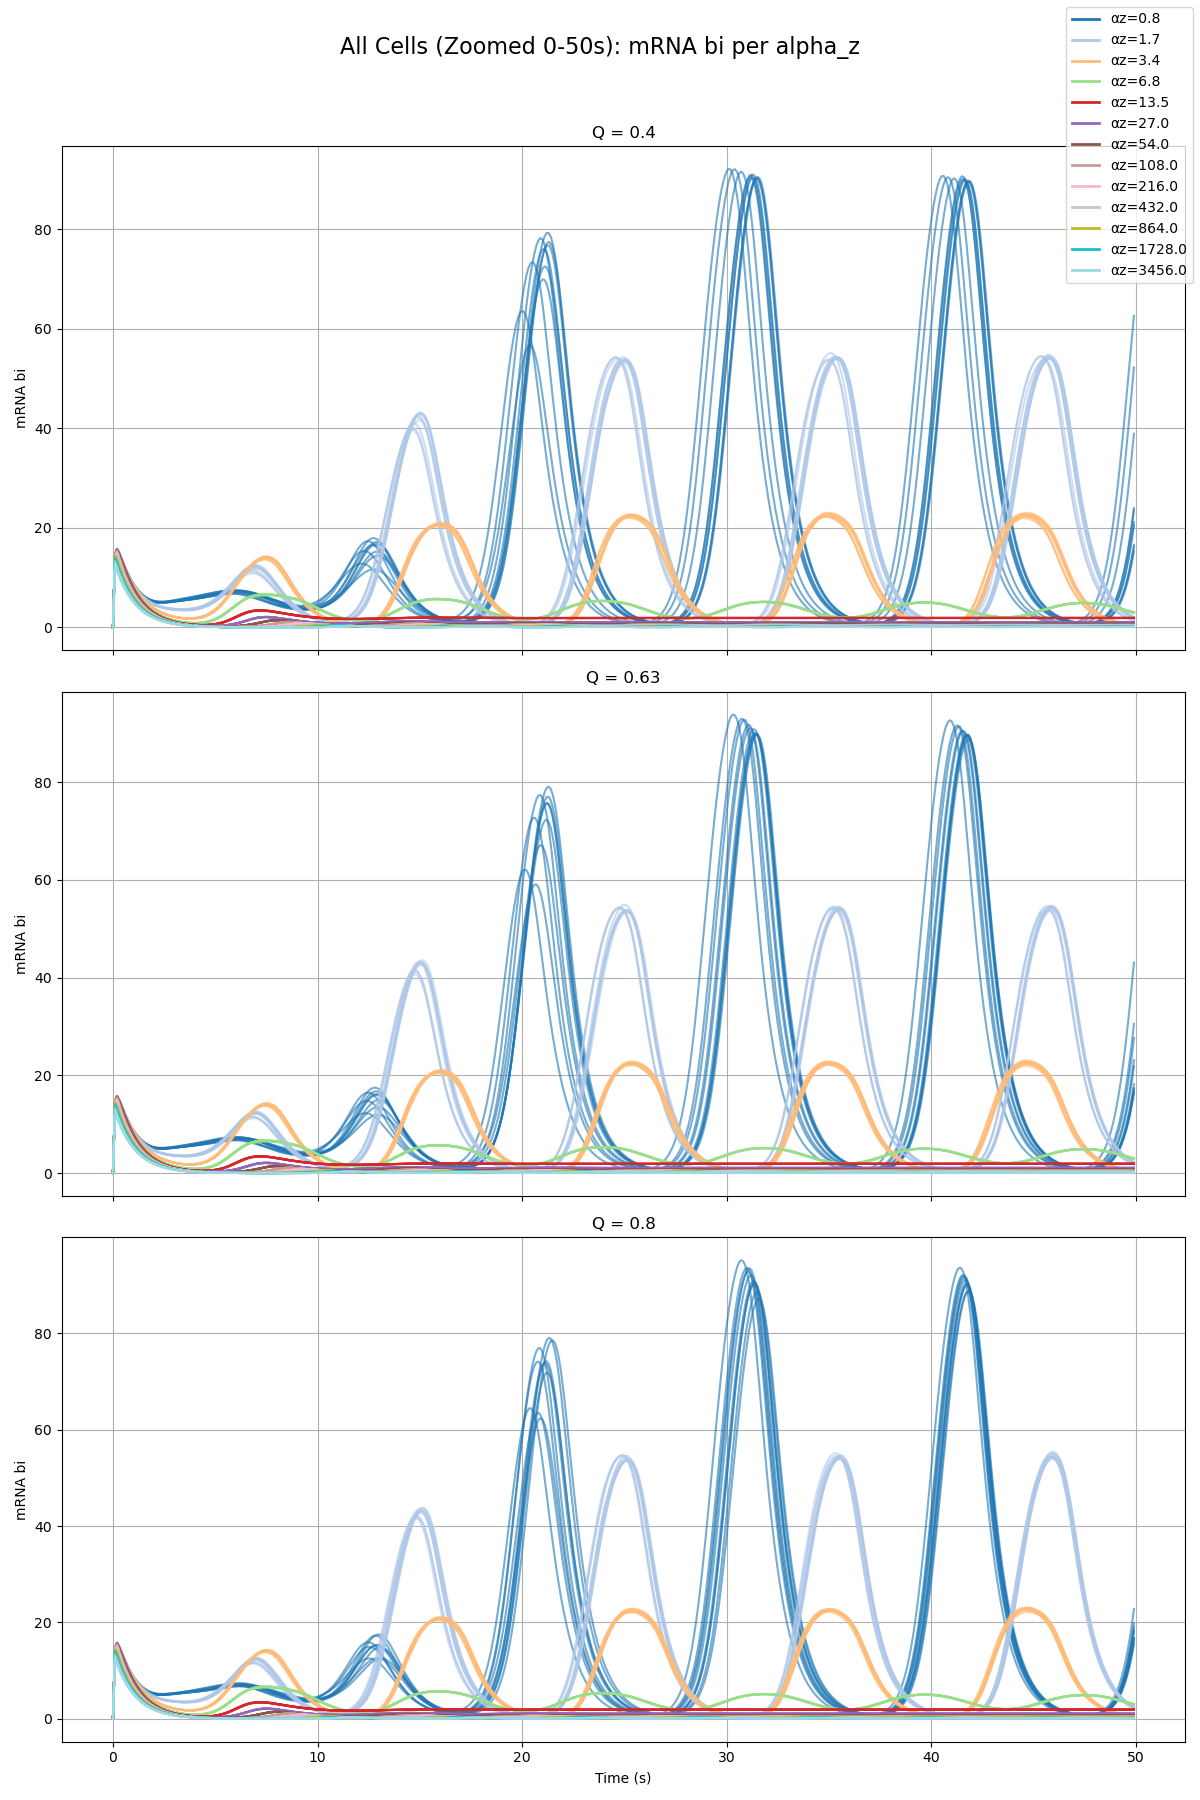 All Cells (Zoomed 0-50s): mRNA bi per alpha_z
αz=0.8
αz=1.7
αz=3.4
αz=6.8
αz=13.5
αz=27.0
αz=54.0
αz=108.0
αz=216.0
αz=432.0
αz=864.0
αz=1728.0
αz=3456.0
Q = 0.4
mRNA bi
80
60
40
20
0
Q = 0.63
mRNA bi
80
60
40
20
0
Q = 0.8
mRNA bi
80
60
40
20
0
0 10 20 30 40 50
Time (s)